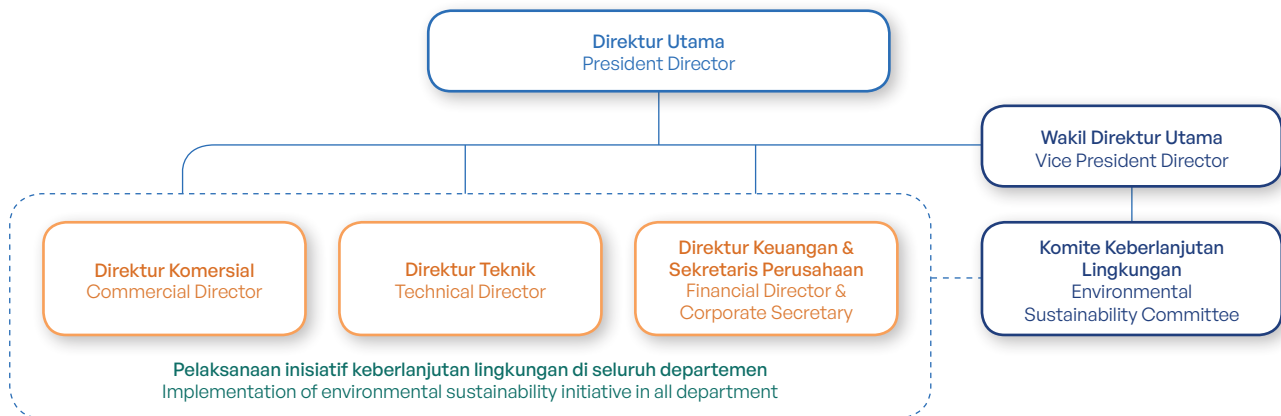 Direktur Utama
President Director
Wakil Direktur Utama
Vice President Director
Direktur Komersial
Commercial Director
Direktur Teknik
Technical Director
Direktur Keuangan &
Sekretaris Perusahaan
Financial Director &
Corporate Secretary
Komite Keberlanjutan
Lingkungan
Environmental
Sustainability Committee
Pelaksanaan inisiatif keberlanjutan lingkungan di seluruh departemen
Implementation of environmental sustainability initiative in all department